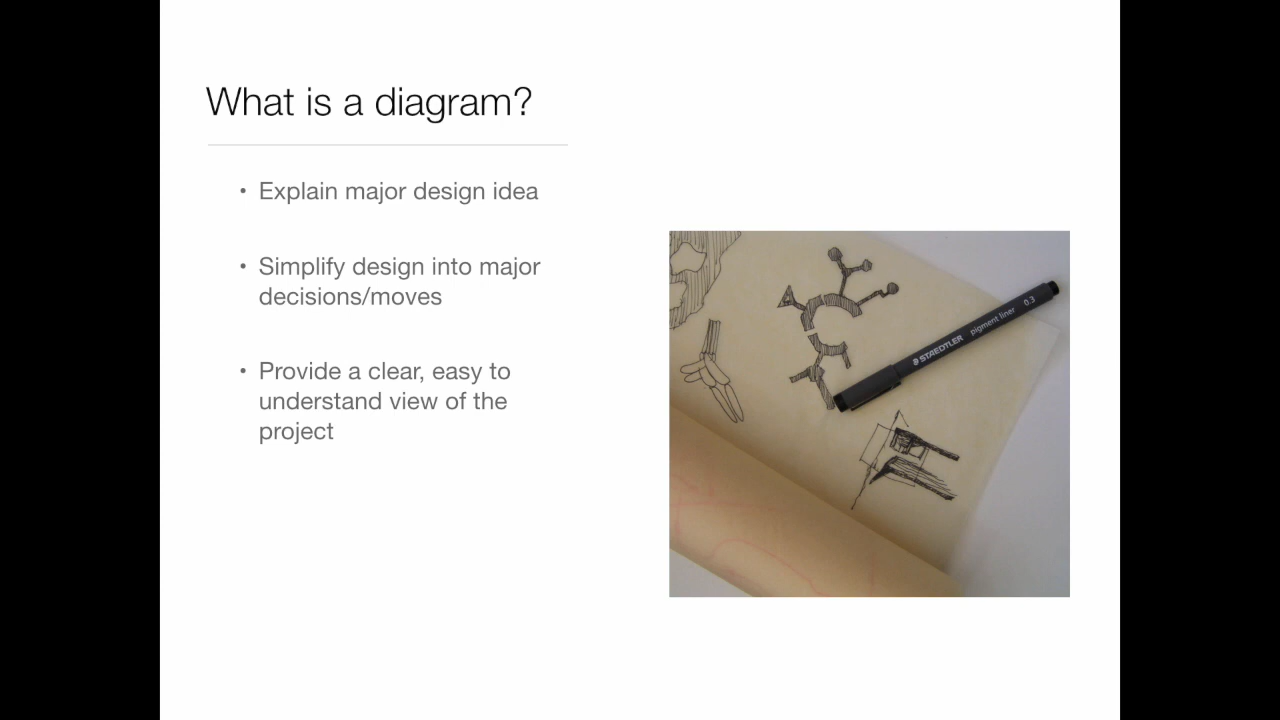 What is a diagram?
• Explain major design idea
• Simplify design into major
decisions/moves
• Provide a clear, easy to
understand view of the
project
STAEDTLER pigment liner 0.3